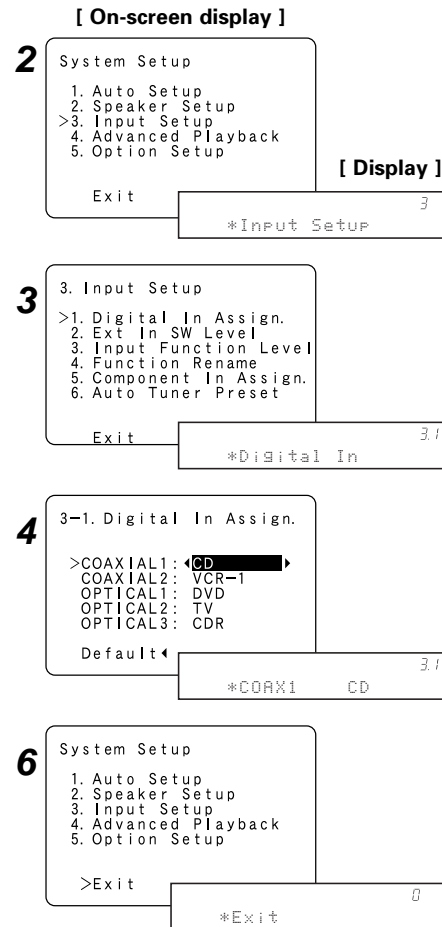 [ On-screen display ]
2
System Setup
1. Auto Setup
2. Speaker Setup
>3. Input Setup
4. Advanced Playback
5. Option Setup
Exit
[ Display ]
3
*Input Setup
3
3. Input Setup
>1. Digital In Assign.
2. Ext In SW Level
3. Input Function Level
4. Function Rename
5. Component In Assign.
6. Auto Tuner Preset
Exit
3.1
*Digital In
4
3-1. Digital In Assign.
>COAXIAL1: ◀CD ▶
COAXIAL2: VCR-1
OPTICAL1: DVD
OPTICAL2: TV
OPTICAL3: CDR
Default◀
3.1
*COAX1 CD
6
System Setup
1. Auto Setup
2. Speaker Setup
3. Input Setup
4. Advanced Playback
5. Option Setup
>Exit
0
*Exit